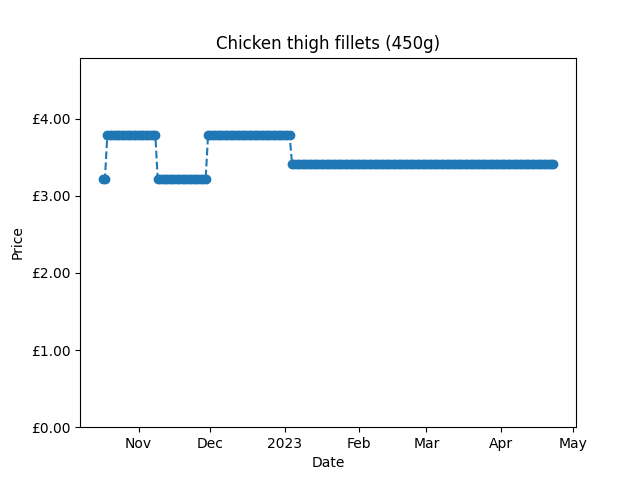 Chicken thigh fillets (450g)
£4.00
£3.00
£2.00
£1.00
£0.00
Price
Nov Dec 2023 Feb Mar Apr May
Date